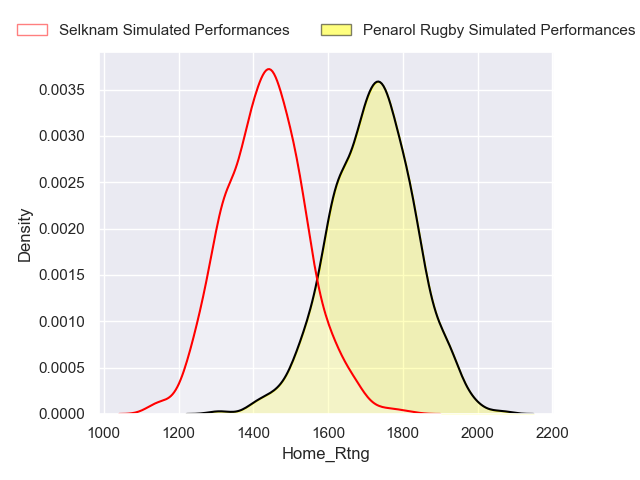 Selknam Simulated Performances Penarol Rugby Simulated Performances
0.0035
0.0030
0.0025
0.0020
0.0015
0.0010
0.0005
0.0000
Density
1000 1200 1400 1600 1800 2000 2200
Home_Rtng